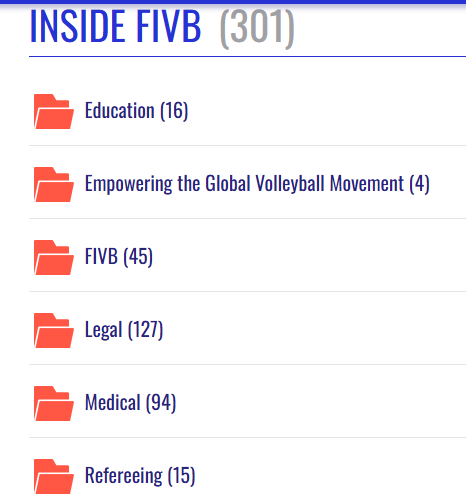 INSIDE FIVB (301)
Education (16)
Empowering the Global Volleyball Movement (4)
FIVB (45)
Legal (127)
Medical (94)
Refereeing (15)